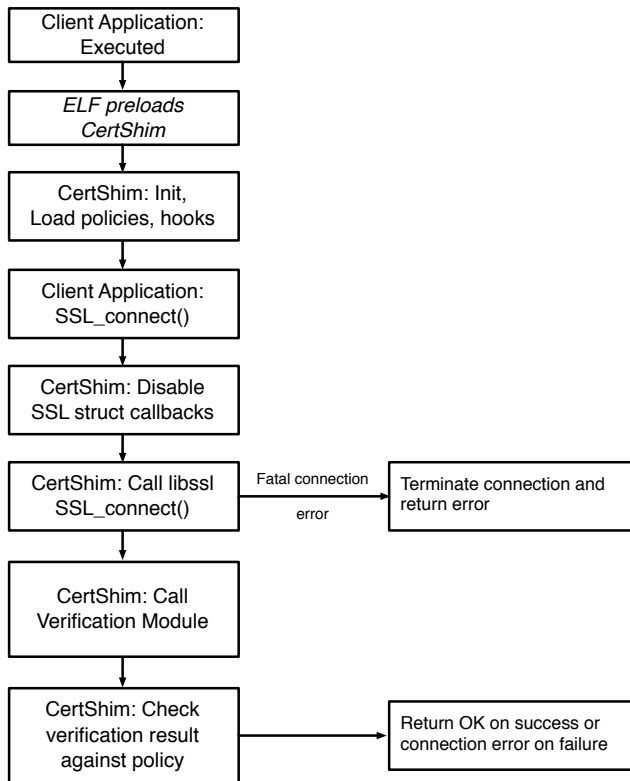 Client Application:
Executed
ELF preloads
CertShim
CertShim: Init,
Load policies, hooks
Client Application:
SSL_connect()
CertShim: Disable
SSL struct callbacks
CertShim: Call libssl
SSL_connect()
Fatal connection
error
Terminate connection and
return error
CertShim: Call
Verification Module
CertShim: Check
verification result
against policy
Return OK on success or
connection error on failure